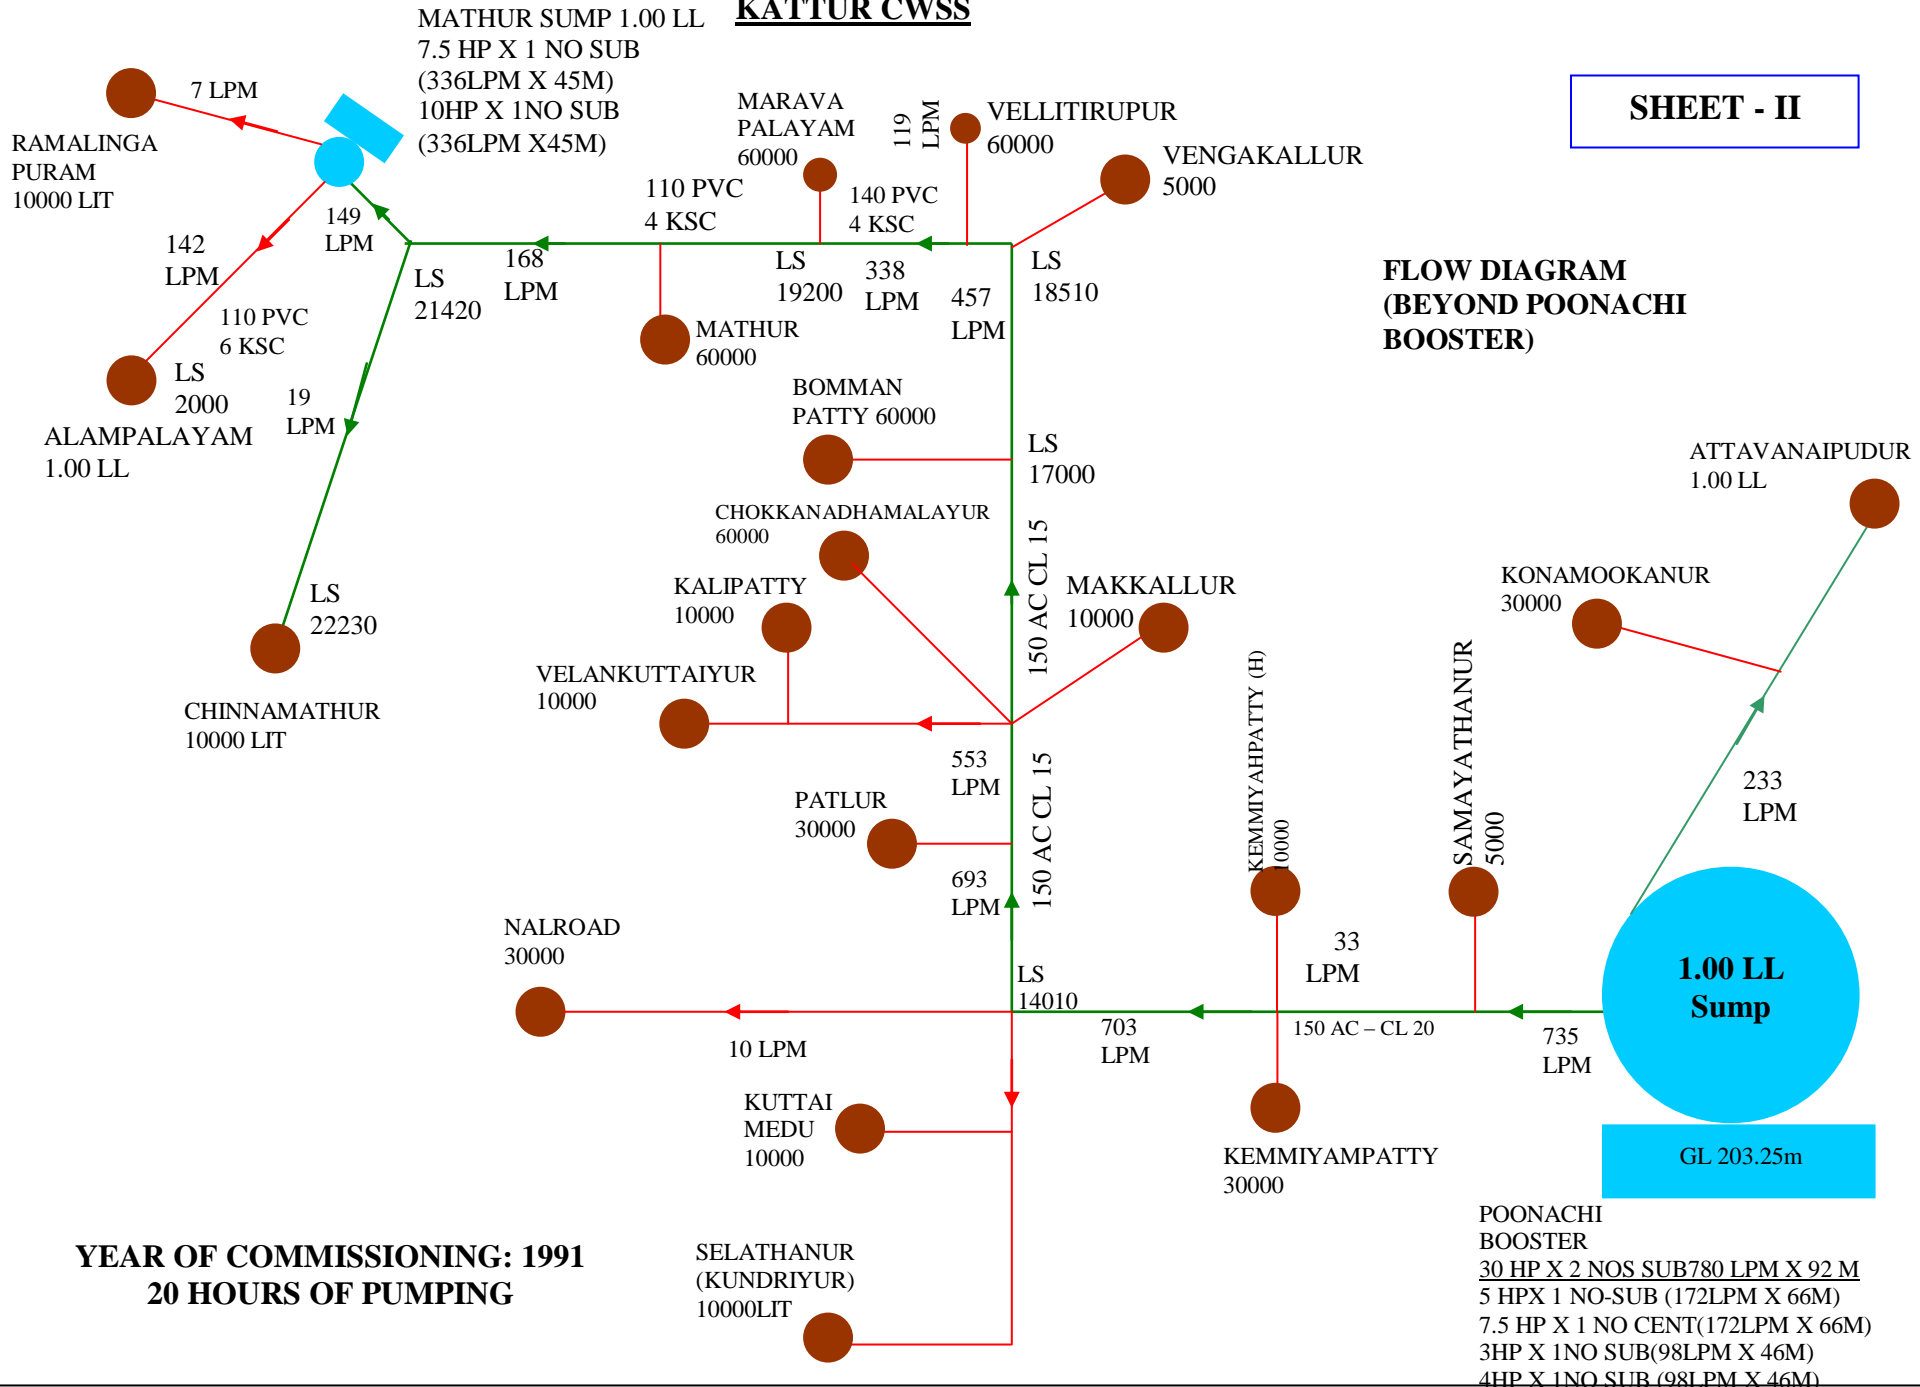 KATTUR CWSS
MATHUR SUMP 1.00 LL
7.5 HP X 1 NO SUB
(336LPM X 45M)
10HP X 1NO SUB
(336LPM X45M)
SHEET - II
7 LPM
RAMALINGA
PURAM
10000 LIT
MARAVA
PALAYAM
60000
119
LPM
VELLITIRUPUR
60000
VENGAKALLUR
5000
110 PVC
4 KSC
140 PVC
4 KSC
149
LPM
142
LPM
LS
21420
168
LPM
LS
19200
338
LPM
457
LPM
LS
18510
FLOW DIAGRAM
(BEYOND POONACHI
BOOSTER)
110 PVC
6 KSC
LS
2000
ALAMPALAYAM
1.00 LL
19
LPM
MATHUR
60000
BOMMAN
PATTY 60000
LS
17000
ATTAVANAIPUDUR
1.00 LL
CHOKKANADHAMALAYUR
60000
150 AC CL 15
KALIPATTY
10000
MAKKALLUR
10000
KONAMOOKANUR
30000
LS
22230
VELANKUTTAIYUR
10000
CHINNAMATHUR
10000 LIT
KEMMIYAHPATTY (H)
10000
SAMAYATHANUR
5000
553
LPM
150 AC CL 15
233
LPM
PATLUR
30000
693
LPM
NALROAD
30000
33
LPM
1.00 LL
Sump
LS
14010
703
LPM
150 AC – CL 20
735
LPM
10 LPM
KUTTAI
MEDU
10000
KEMMIYAMPATTY
30000
GL 203.25m
YEAR OF COMMISSIONING: 1991
20 HOURS OF PUMPING
SELATHANUR
(KUNDRIYUR)
10000LIT
POONACHI
BOOSTER
30 HP X 2 NOS SUB780 LPM X 92 M
5 HPX 1 NO-SUB (172LPM X 66M)
7.5 HP X 1 NO CENT(172LPM X 66M)
3HP X 1NO SUB(98LPM X 46M)
4HP X 1NO SUB (98LPM X 46M)